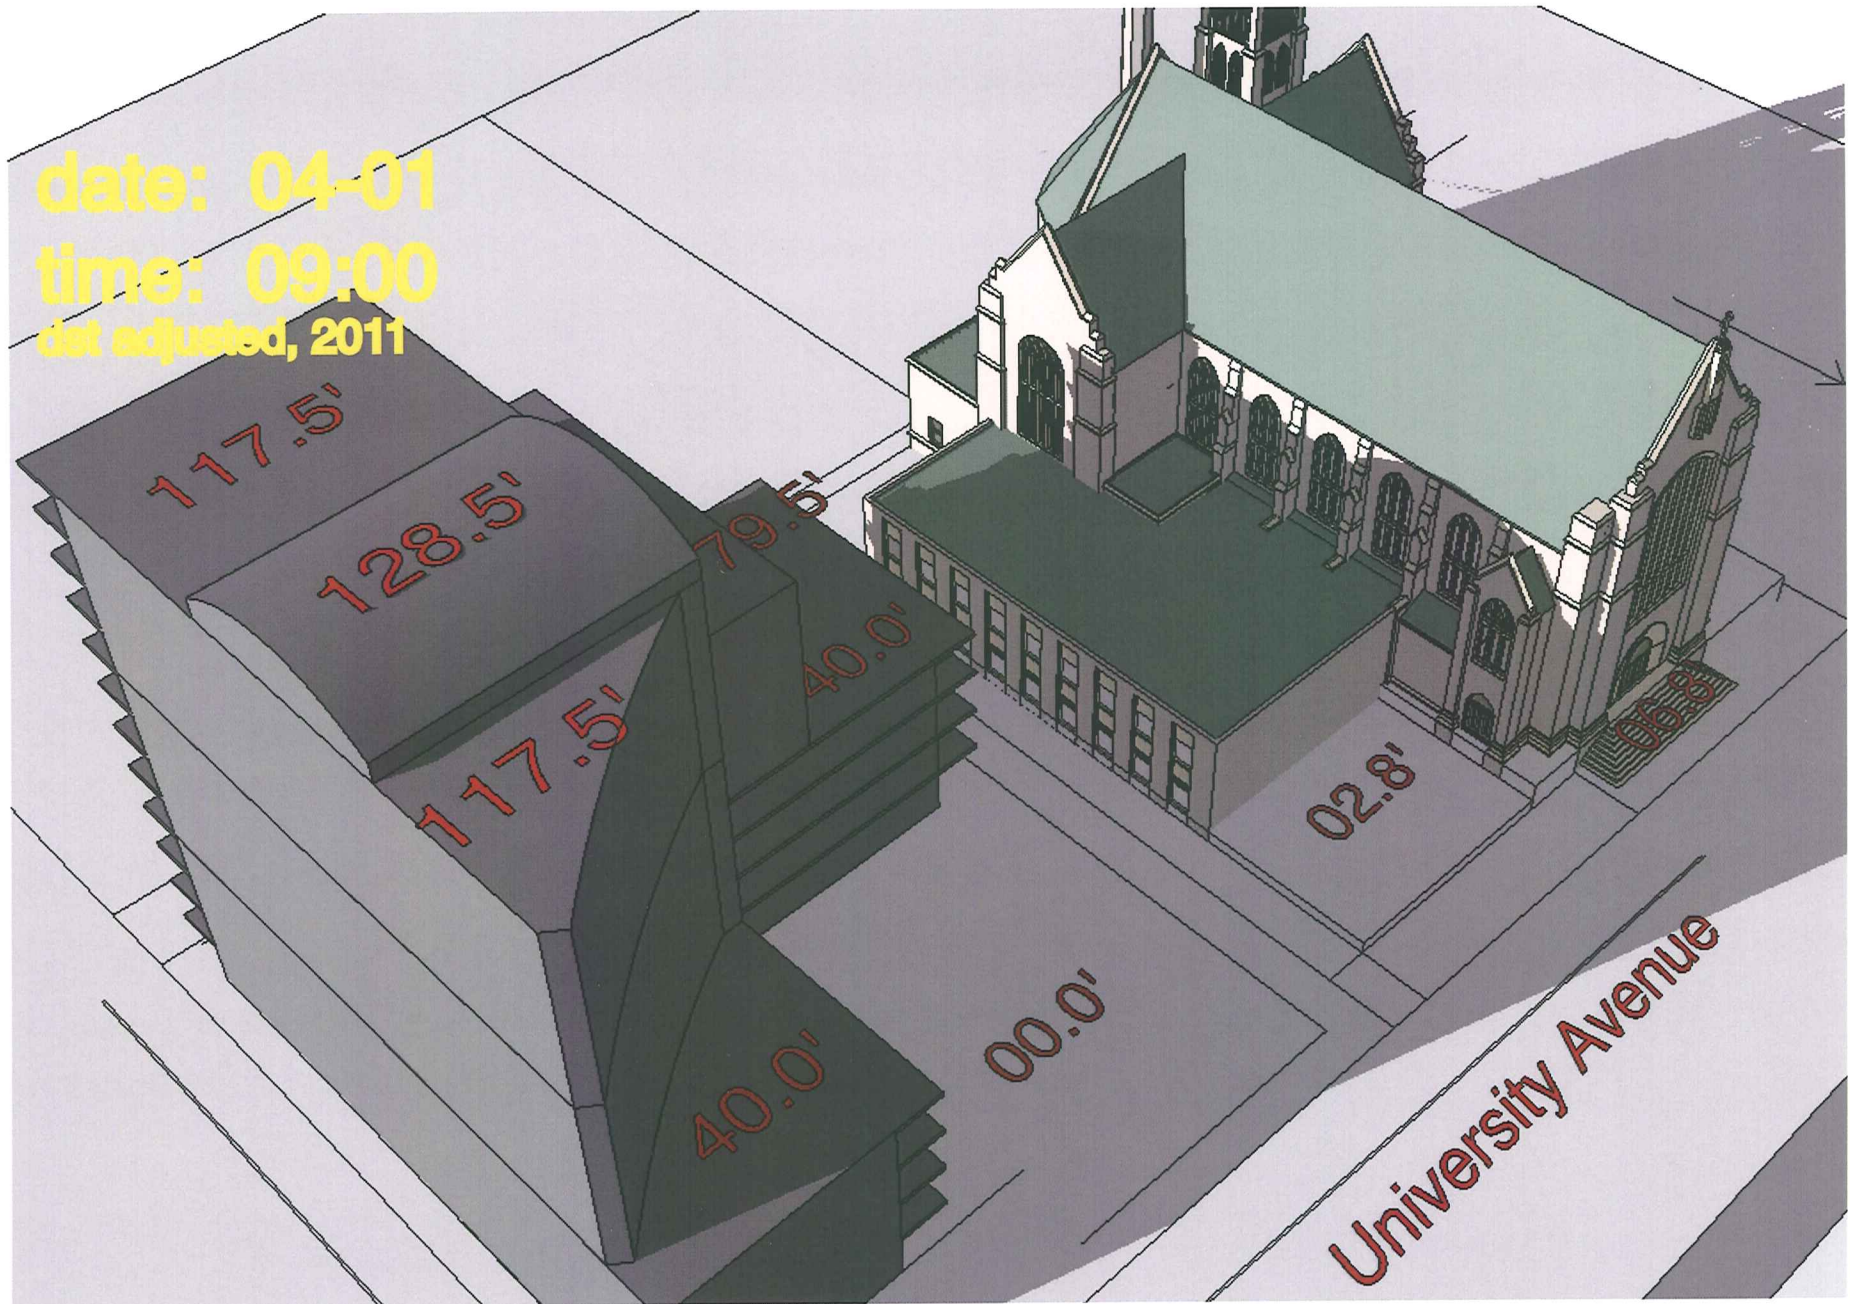 date: 04-01
time: 09:00
dst adjusted, 2011
117.5'
128.5'
79.5'
40.0'
117.5'
06.8'
02.8'
00.0'
40.0'
University Avenue